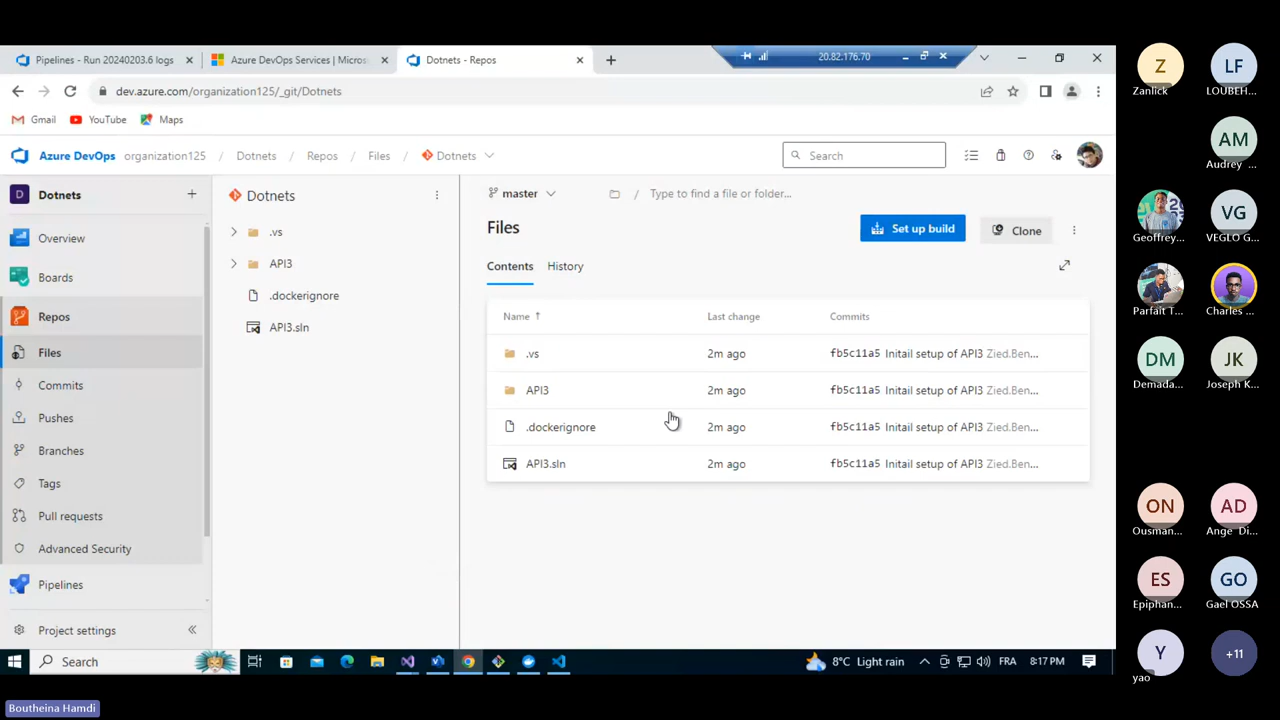 Pipelines - Run 20240203.6 logs
Azure DevOps Services | Micros
Dotnets - Repos
20.82.176.70
dev.azure.com/organization125/_git/Dotnets
Gmail
YouTube
Maps
Azure DevOps
organization125
/
Dotnets
/
Repos
/
Files
/
Dotnets
Search
D
Dotnets
Overview
Boards
Repos
Files
Commits
Pushes
Branches
Tags
Pull requests
Advanced Security
Pipelines
Project settings
Dotnets
.vs
API3
.dockerignore
API3.sln
master
/
Type to find a file or folder...
Files
Set up build
Clone
Contents
History
Name
Last change
Commits
.vs
2m ago
fb5c11a5 Initail setup of API3 Zied.Ben...
API3
2m ago
fb5c11a5 Initail setup of API3 Zied.Ben...
.dockerignore
2m ago
fb5c11a5 Initail setup of API3 Zied.Ben...
API3.sln
2m ago
fb5c11a5 Initail setup of API3 Zied.Ben...
Search
8°C Light rain
FRA
8:17 PM
Boutheina Hamdi
Z
Zanlick
LF
LOUBEH...
AM
Audrey ...
Geoffrey...
VG
VEGLO G...
Parfait T...
Charles ...
DM
Demada...
JK
Joseph K...
ON
Ousman...
AD
Ange Di...
ES
Epiphan...
GO
Gael OSSA
Y
yao
+11